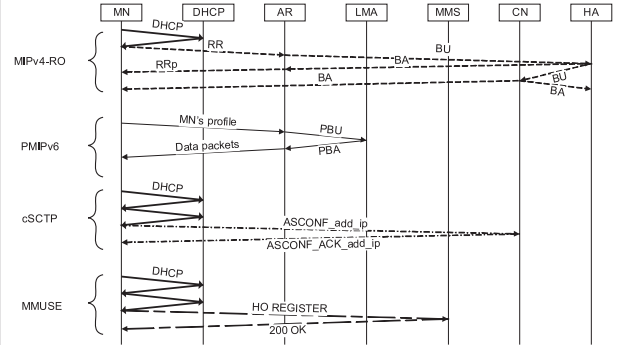 MN DHCP AR LMA MMS CN HA
DHCP
RR
BU
MIPv4-RO
RRp
BA
BA
BU
BA
MN's profile
PBU
PMIPv6
Data packets
PBA
DHCP
cSCTP
ASCONF_add_ip
ASCONF_ACK_add_ip
DHCP
MMUSE
HO REGISTER
200 OK